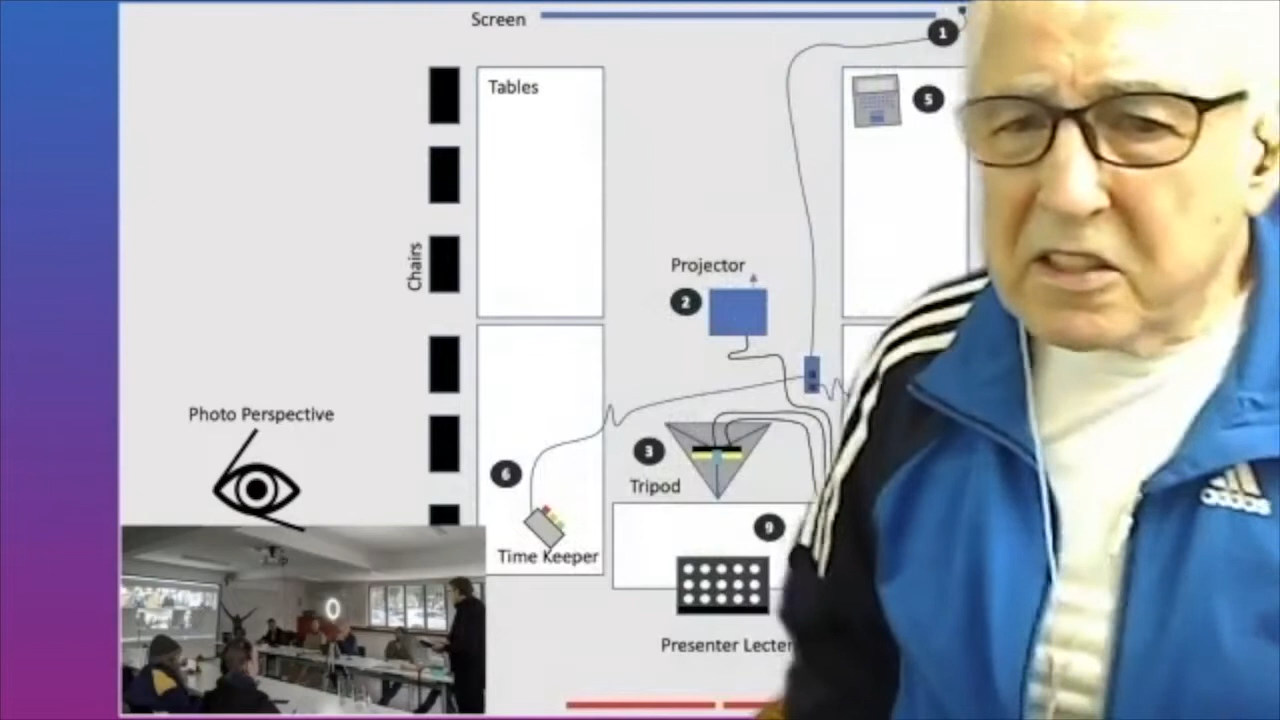 Screen
1
Tables
5
Chairs
Projector
2
Photo Perspective
3
6
Tripod
9
Time Keeper
Presenter Lecter
adidas